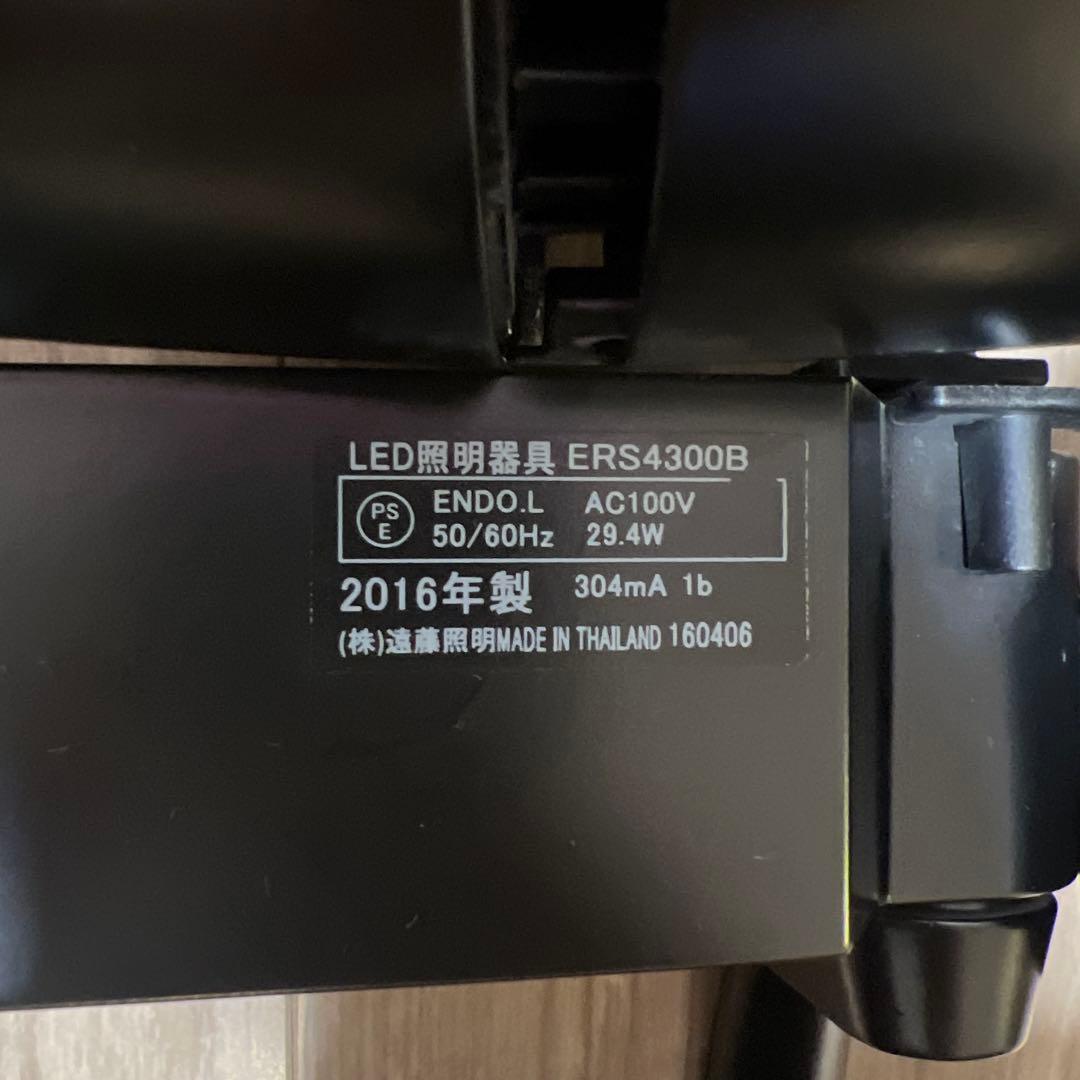 LED照明器具 ERS4300B
PS
E
ENDO.L AC100V
50/60Hz 29.4W
2016年製 304mA 1b
(株)遠藤照明MADE IN THAILAND 160406